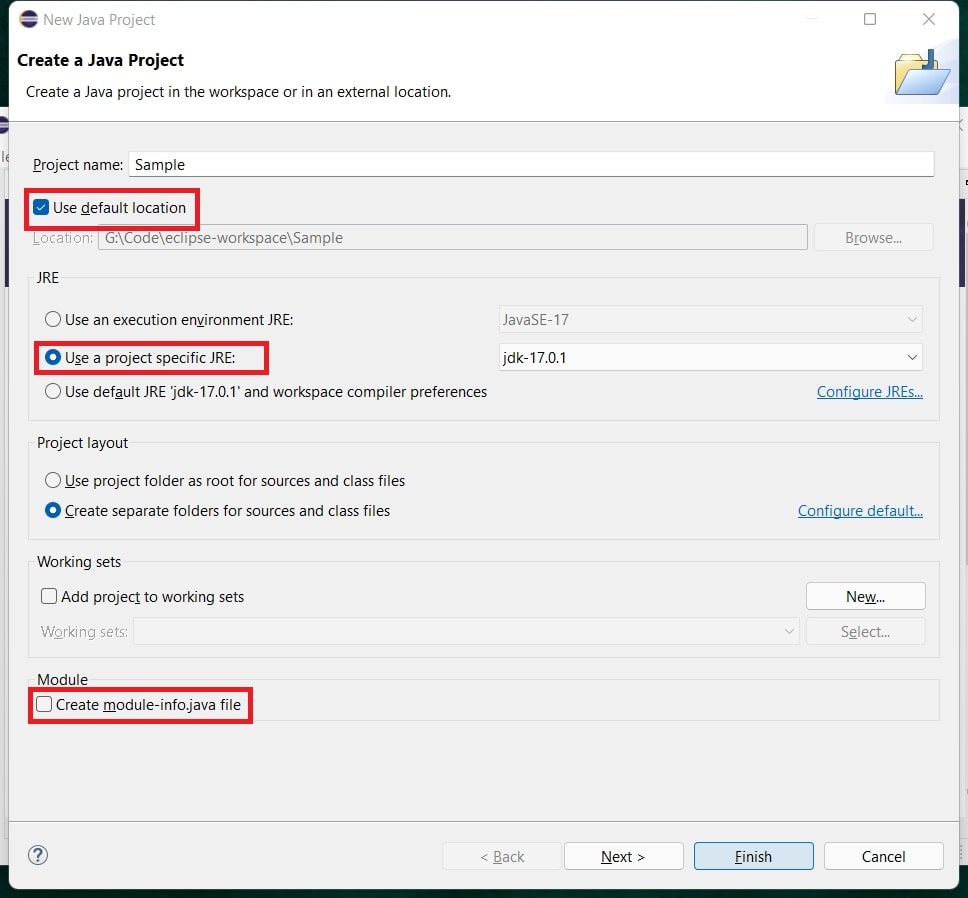 New Java Project
Create a Java Project
Create a Java project in the workspace or in an external location.
Project name: Sample
Use default location
Location: G:\Code\eclipse-workspace\Sample Browse...
JRE
Use an execution environment JRE: JavaSE-17
Use a project specific JRE: jdk-17.0.1
Use default JRE 'jdk-17.0.1' and workspace compiler preferences Configure JREs...
Project layout
Use project folder as root for sources and class files
Create separate folders for sources and class files Configure default...
Working sets
Add project to working sets New...
Working sets: Select...
Module
Create module-info.java file
? < Back Next > Finish Cancel